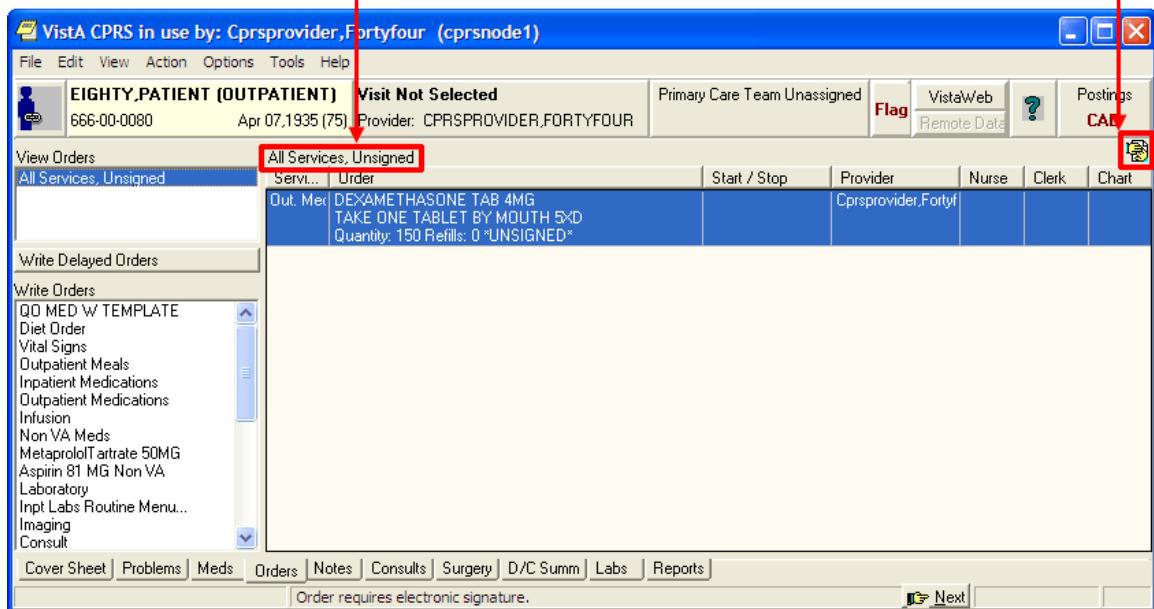 VistA CPRS in use by: Cprsprovider,Fortyfour (cprsnode1)
File Edit View Action Options Tools Help
EIGHTY,PATIENT (OUTPATIENT) Visit Not Selected Primary Care Team Unassigned Flag VistaWeb ? Postings
666-00-0080 Apr 07,1935 (75) Provider: CPRSPROVIDER,FORTYFOUR Remote Data CAD
View Orders All Services, Unsigned
All Services, Unsigned Servi... Order Start / Stop Provider Nurse Clerk Chart
Out. Med DEXAMETHASONE TAB 4MG Cprsprovider,Fortyf
TAKE ONE TABLET BY MOUTH 5XD
Quantity: 150 Refills: 0 *UNSIGNED*
Write Delayed Orders
Write Orders
QO MED W TEMPLATE
Diet Order
Vital Signs
Outpatient Meals
Inpatient Medications
Outpatient Medications
Infusion
Non VA Meds
MetaprololTartrate 50MG
Aspirin 81 MG Non VA
Laboratory
Inpt Labs Routine Menu...
Imaging
Consult
Cover Sheet Problems Meds Orders Notes Consults Surgery D/C Summ Labs Reports
Order requires electronic signature. Next